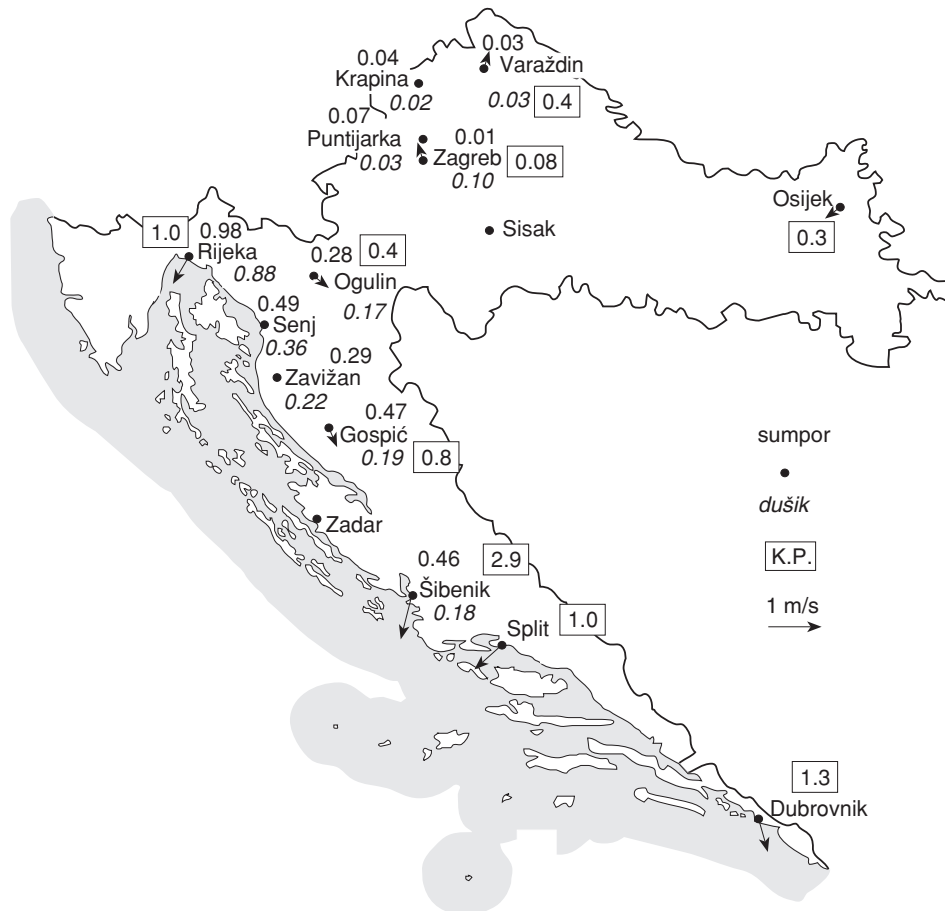 0.03
0.04
Varaždin
Krapina
0.02
0.03
0.4
0.07
Puntijarka
0.01
0.03
Zagreb
0.08
0.10
Osijek
Sisak
0.3
1.0
0.98
Rijeka
0.88
0.28
0.4
Ogulin
0.17
0.49
Senj
0.36
0.29
Zavižan
0.22
0.47
Gospić
0.19
0.8
sumpor
dušik
K.P.
1 m/s
Zadar
0.46
2.9
Šibenik
0.18
Split
1.0
1.3
Dubrovnik